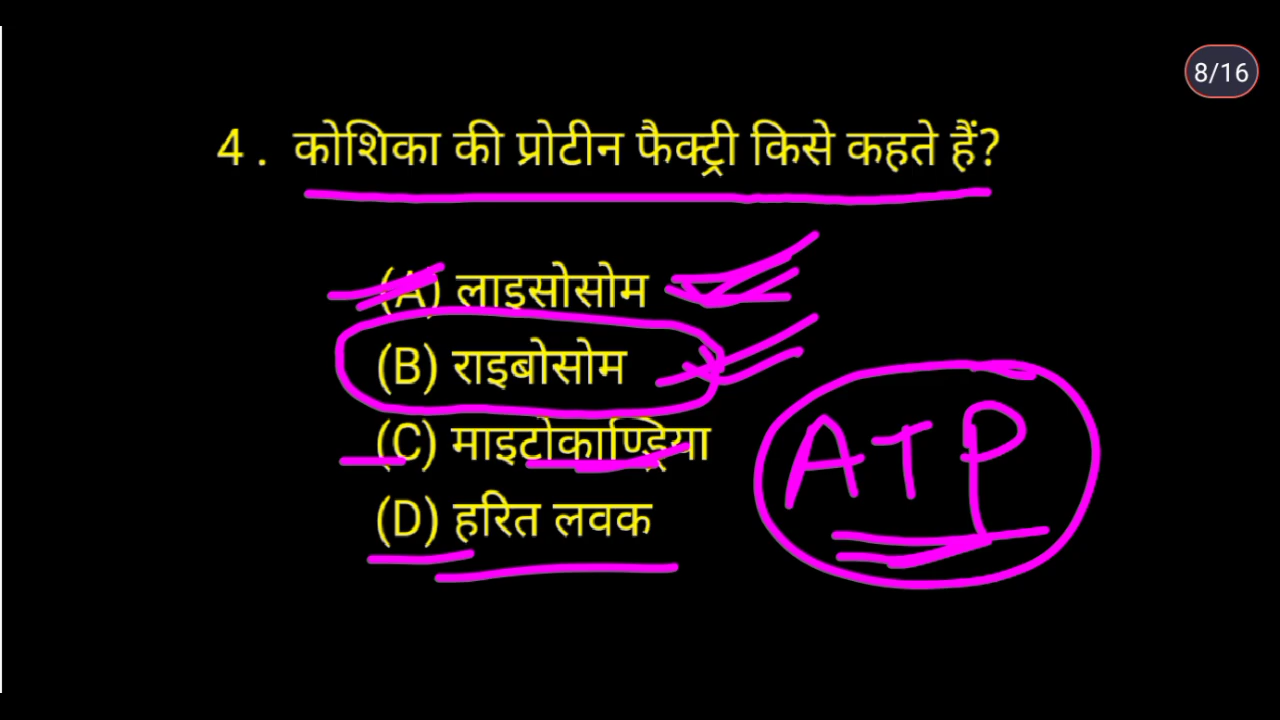 8/16
4 . कोशिका की प्रोटीन फैक्ट्री किसे कहते हैं?
(A) लाइसोसोम
(B) राइबोसोम
(C) माइटोकाण्ड्रिया
(D) हरित लवक
ATP